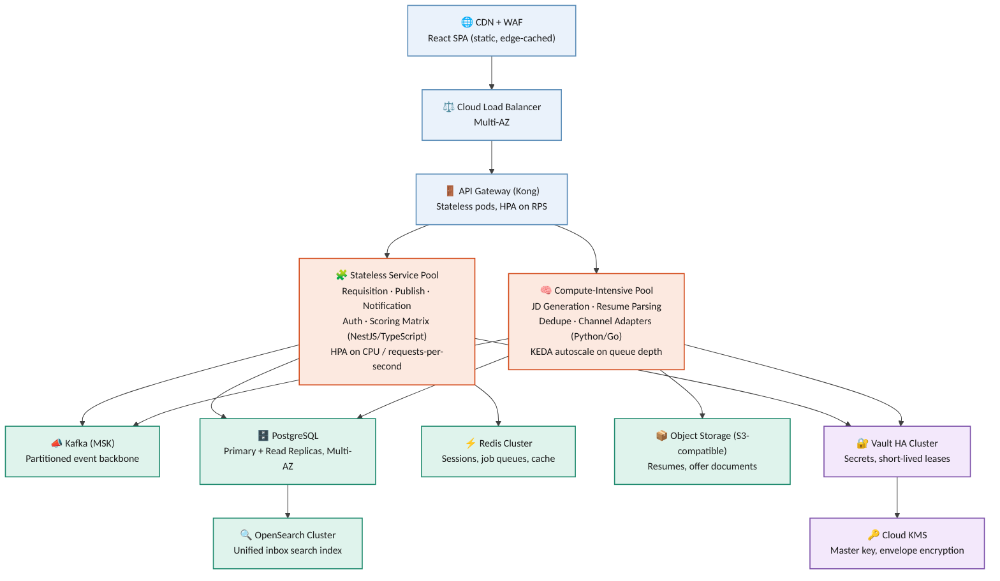 🌐 CDN + WAF
React SPA (static, edge-cached)
⚖️ Cloud Load Balancer
Multi-AZ
🚪 API Gateway (Kong)
Stateless pods, HPA on RPS
🧩 Stateless Service Pool
Requisition · Publish ·
Notification
Auth · Scoring Matrix
(NestJS/TypeScript)
HPA on CPU / requests-per-
second
🧠 Compute-Intensive Pool
JD Generation · Resume Parsing
Dedupe · Channel Adapters
(Python/Go)
KEDA autoscale on queue depth
📣 Kafka (MSK)
Partitioned event backbone
🗄️ PostgreSQL
Primary + Read Replicas, Multi-
AZ
⚡ Redis Cluster
Sessions, job queues, cache
📦 Object Storage (S3-
compatible)
Resumes, offer documents
🔐 Vault HA Cluster
Secrets, short-lived leases
🔍 OpenSearch Cluster
Unified inbox search index
🔑 Cloud KMS
Master key, envelope encryption